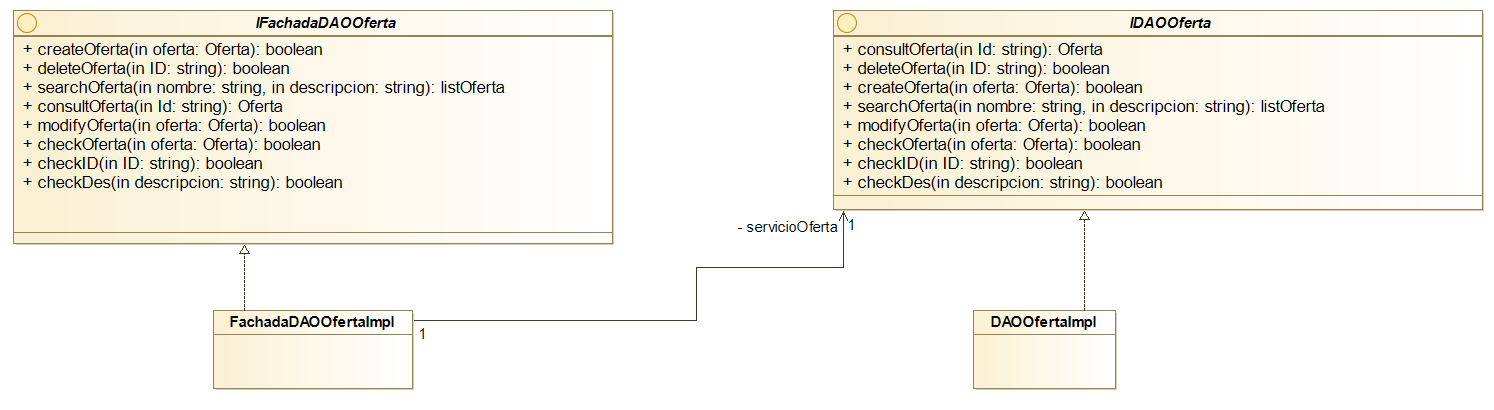 IFachadaDAOOferta
+ createOferta(in oferta: Oferta): boolean
+ deleteOferta(in ID: string): boolean
+ searchOferta(in nombre: string, in descripcion: string): listOferta
+ consultOferta(in Id: string): Oferta
+ modifyOferta(in oferta: Oferta): boolean
+ checkOferta(in oferta: Oferta): boolean
+ checkID(in ID: string): boolean
+ checkDes(in descripcion: string): boolean
IDAOOferta
+ consultOferta(in Id: string): Oferta
+ deleteOferta(in ID: string): boolean
+ createOferta(in oferta: Oferta): boolean
+ searchOferta(in nombre: string, in descripcion: string): listOferta
+ modifyOferta(in oferta: Oferta): boolean
+ checkOferta(in oferta: Oferta): boolean
+ checkID(in ID: string): boolean
+ checkDes(in descripcion: string): boolean
- servicioOferta
1
FachadaDAOOfertaImpl
1
DAOOfertaImpl